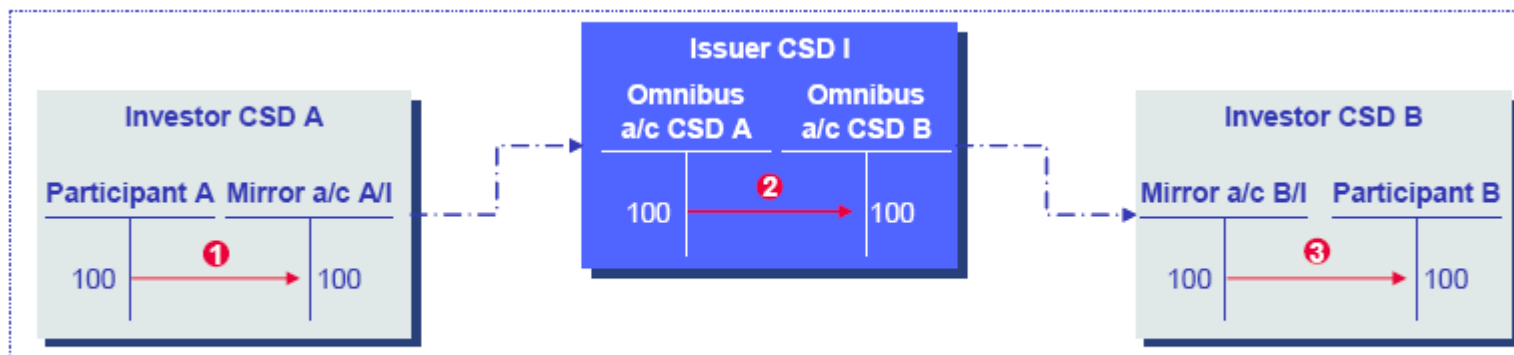 Investor CSD A
Participant A Mirror a/c A/I
1
100 100
Issuer CSD I
Omnibus Omnibus
a/c CSD A a/c CSD B
2
100 100
Investor CSD B
Mirror a/c B/I Participant B
3
100 100